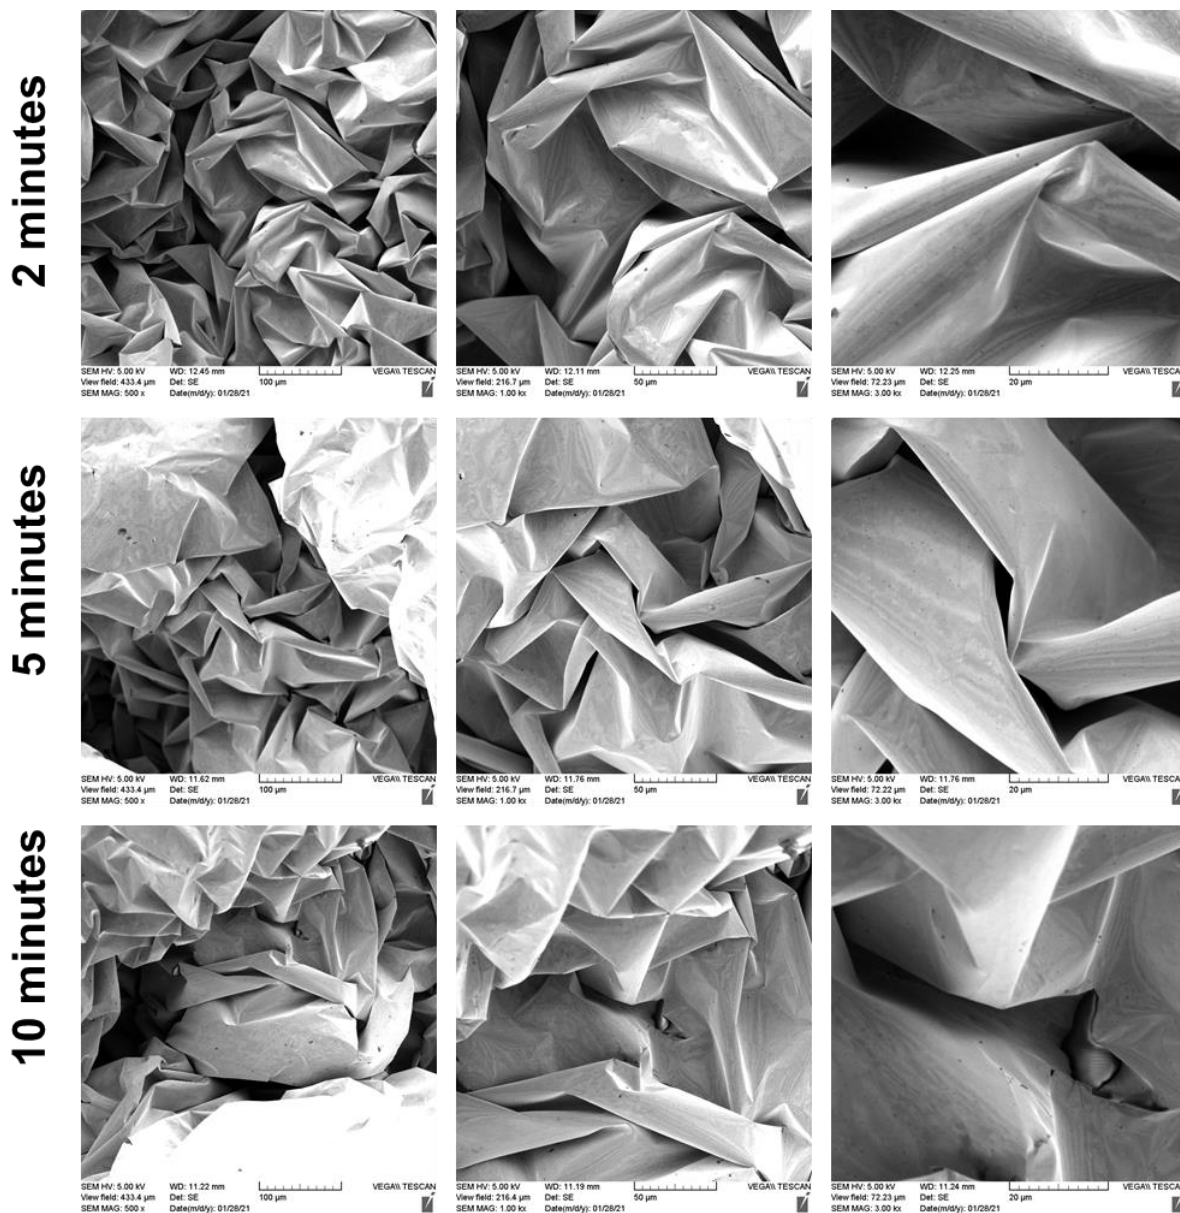 2 minutes
SEM HV: 5.00 kV WD: 12.45 mm VEGA\\ TESCAN
View field: 433.4 µm Det: SE 100 µm
SEM MAG: 500 x Date(m/d/y): 01/28/21
SEM HV: 5.00 kV WD: 12.11 mm VEGA\\ TESCAN
View field: 216.7 µm Det: SE 50 µm
SEM MAG: 1.00 kx Date(m/d/y): 01/28/21
SEM HV: 5.00 kV WD: 12.25 mm VEGA\\ TESCAN
View field: 72.23 µm Det: SE 20 µm
SEM MAG: 3.00 kx Date(m/d/y): 01/28/21
5 minutes
SEM HV: 5.00 kV WD: 11.62 mm VEGA\\ TESCAN
View field: 433.4 µm Det: SE 100 µm
SEM MAG: 500 x Date(m/d/y): 01/28/21
SEM HV: 5.00 kV WD: 11.76 mm VEGA\\ TESCAN
View field: 216.7 µm Det: SE 50 µm
SEM MAG: 1.00 kx Date(m/d/y): 01/28/21
SEM HV: 5.00 kV WD: 11.76 mm VEGA\\ TESCAN
View field: 72.22 µm Det: SE 20 µm
SEM MAG: 3.00 kx Date(m/d/y): 01/28/21
10 minutes
SEM HV: 5.00 kV WD: 11.22 mm VEGA\\ TESCAN
View field: 433.4 µm Det: SE 100 µm
SEM MAG: 500 x Date(m/d/y): 01/28/21
SEM HV: 5.00 kV WD: 11.19 mm VEGA\\ TESCAN
View field: 216.4 µm Det: SE 50 µm
SEM MAG: 1.00 kx Date(m/d/y): 01/28/21
SEM HV: 5.00 kV WD: 11.24 mm VEGA\\ TESCAN
View field: 72.23 µm Det: SE 20 µm
SEM MAG: 3.00 kx Date(m/d/y): 01/28/21